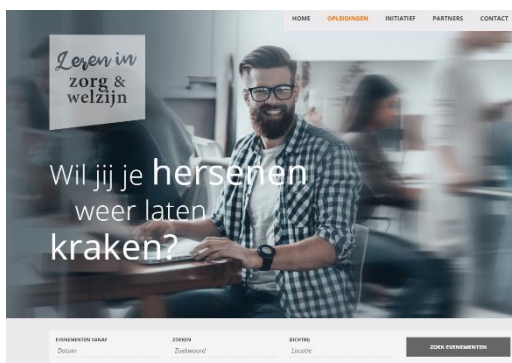 HOME OPLEIDINGEN INITIATIEF PARTNERS CONTACT
Leren in
zorg &
welzijn
Wil jij je hersenen
weer laten
kraken?
EVENEMENTEN VANAF ZOEKEN DICHTBIJ
Datum Zoekwoord Locatie ZOEK EVENEMENTEN